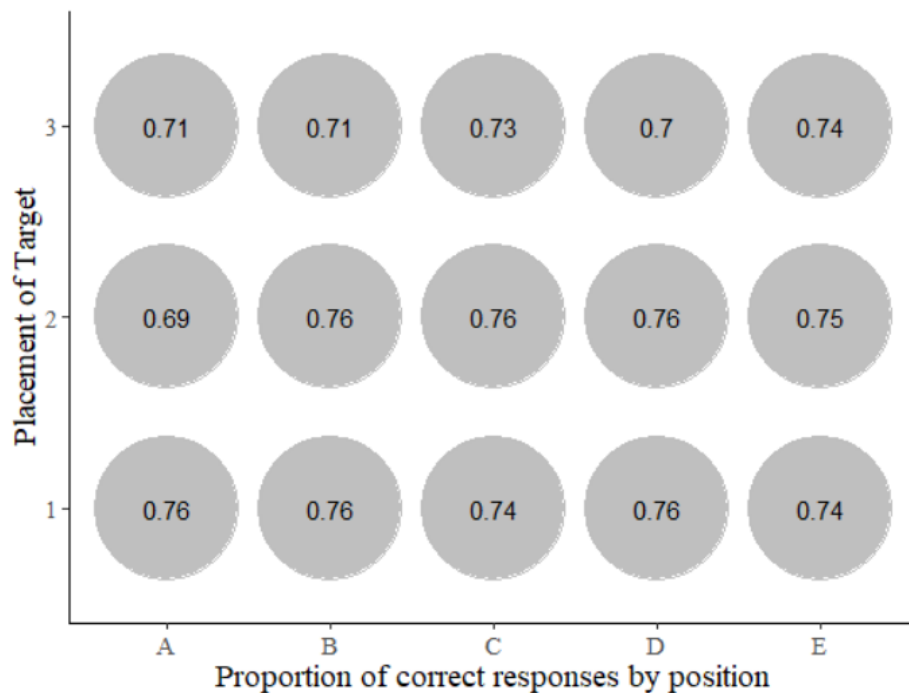 Placement of Target
3 0.71 0.71 0.73 0.7 0.74
2 0.69 0.76 0.76 0.76 0.75
1 0.76 0.76 0.74 0.76 0.74
A B C D E
Proportion of correct responses by position